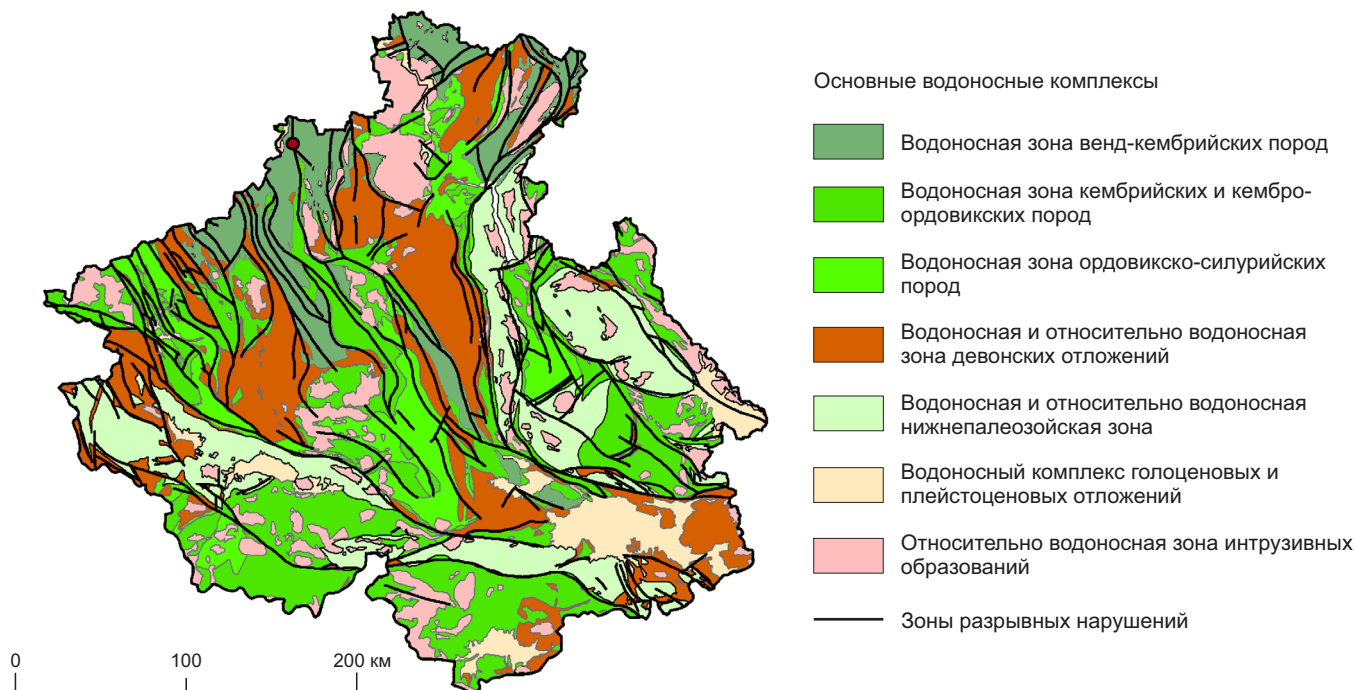 Основные водоносные комплексы
Водоносная зона венд-кембрийских пород
Водоносная зона кембрийских и кембро-
ордовикских пород
Водоносная зона ордовикско-силурийских
пород
Водоносная и относительно водоносная
зона девонских отложений
Водоносная и относительно водоносная
нижнепалеозойская зона
Водоносный комплекс голоценовых и
плейстоценовых отложений
Относительно водоносная зона интрузивных
образований
Зоны разрывных нарушений
0 100 200 км